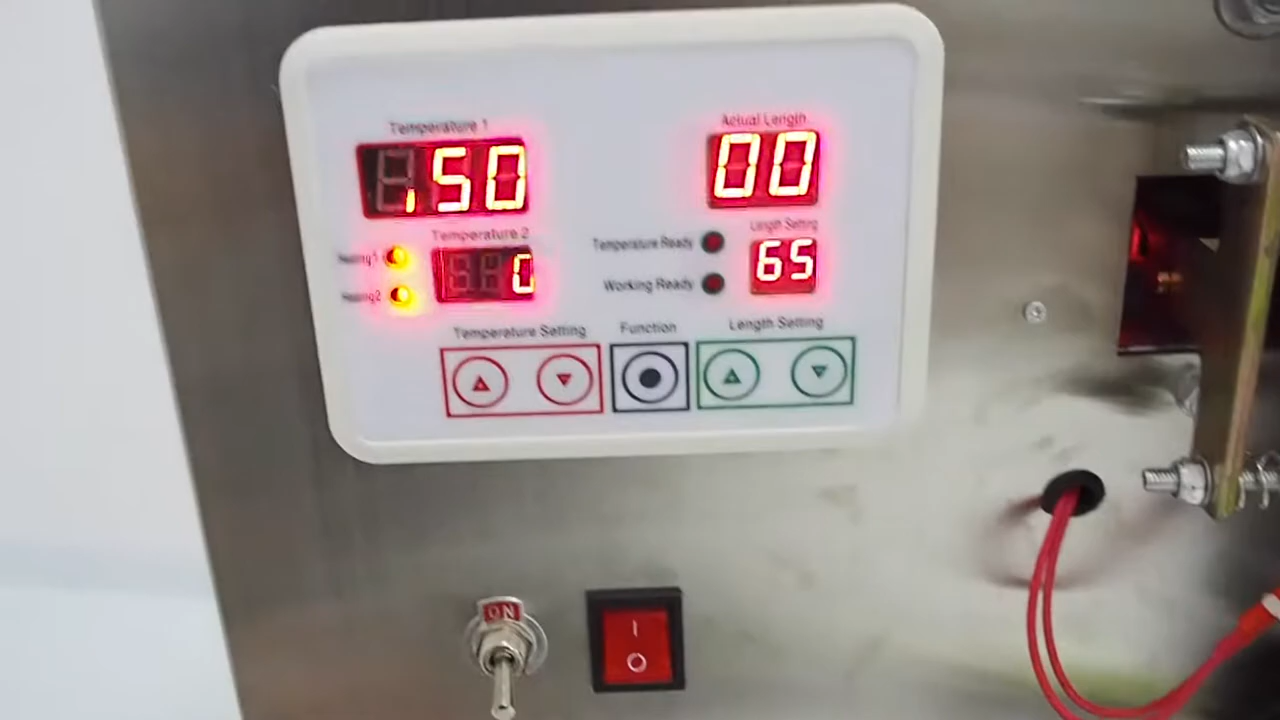 Temperature 1
150
Actual Length
00
Temperature 2
0
Heating1
Heating2
Temperature Ready
Working Ready
Length Setting
65
Temperature Setting
Function
Length Setting
ON
I
O